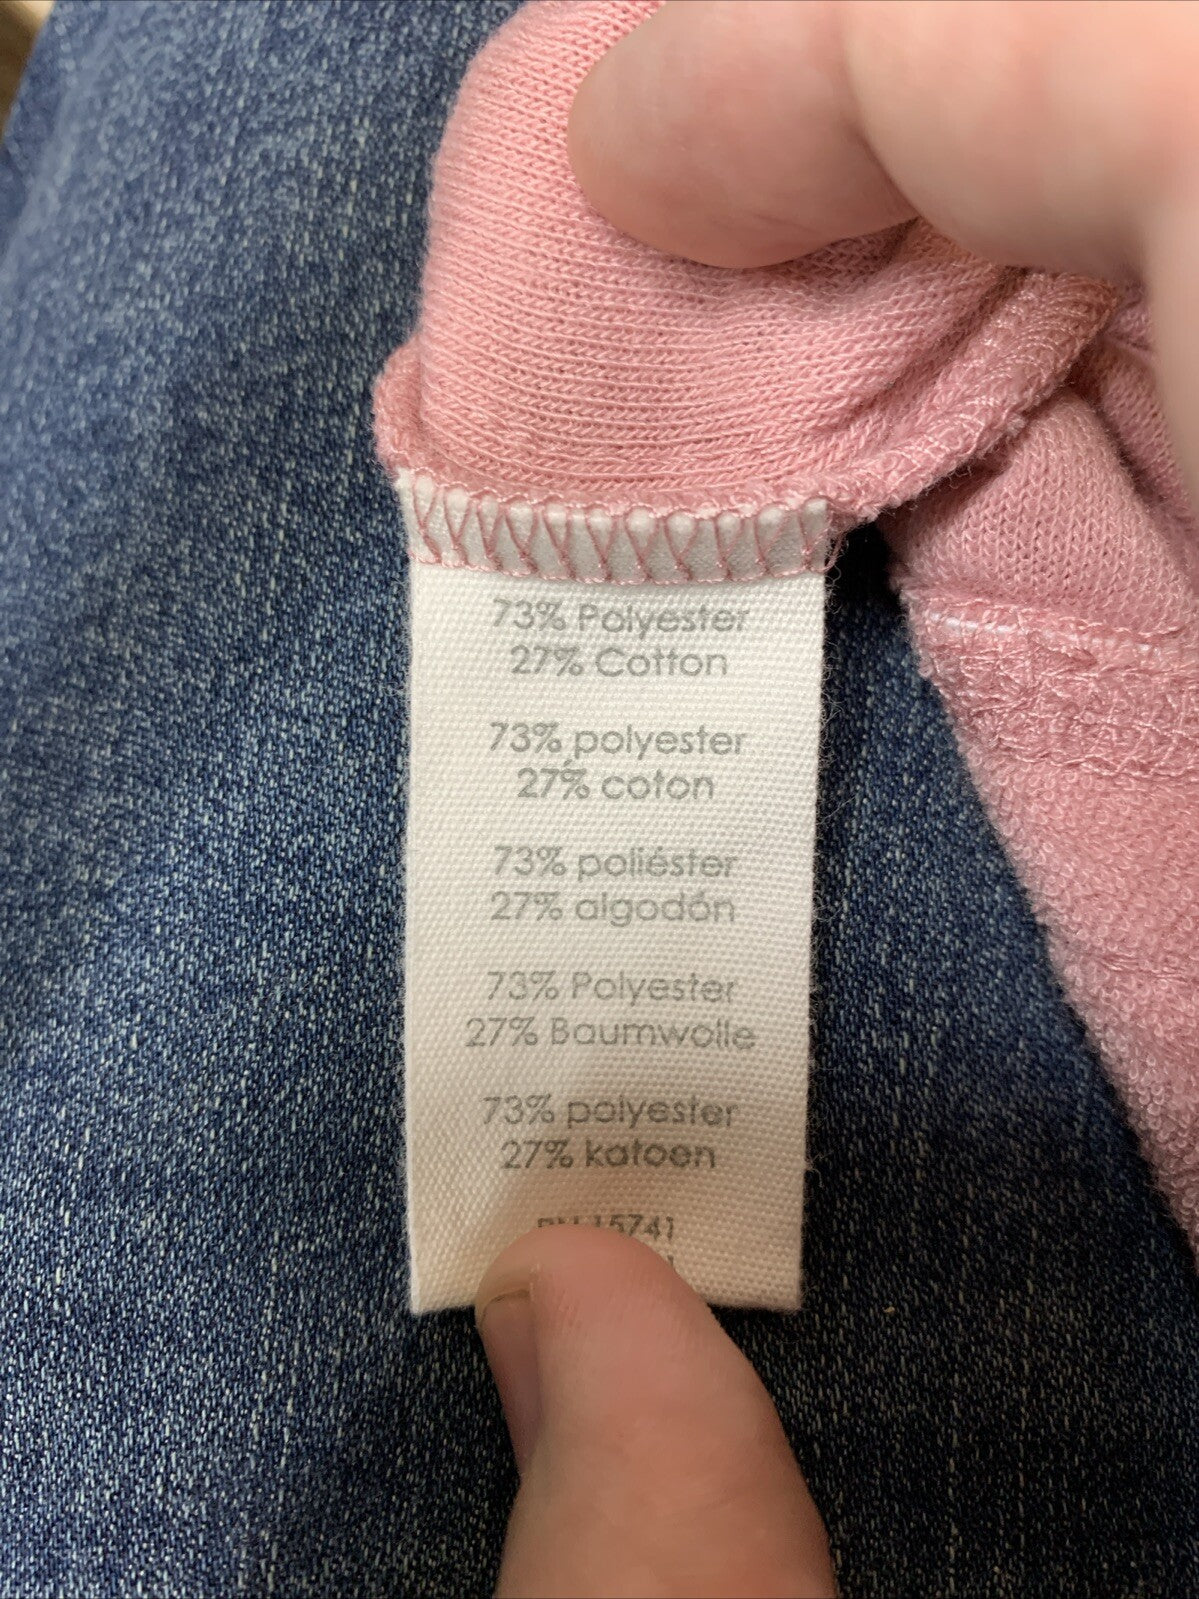 73% Polyester
27% Cotton
73% polyester
27% coton
73% poliéster
27% algodón
73% Polyester
27% Baumwolle
73% polyester
27% katoen
15741